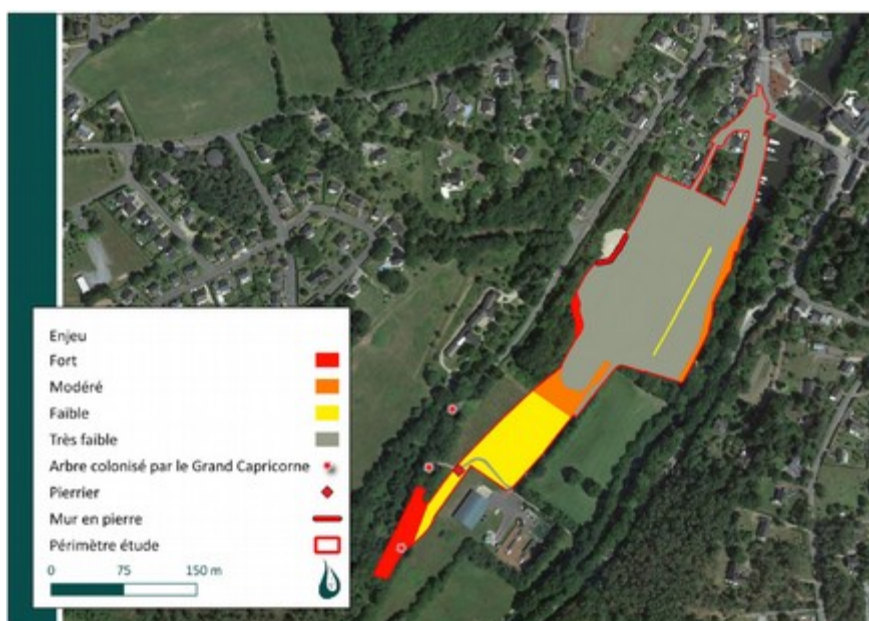 Enjeu
Fort
Modéré
Faible
Très faible
Arbre colonisé par le Grand Capricorne
Pierrier
Mur en pierre
Périmètre étude
0 75 150 m